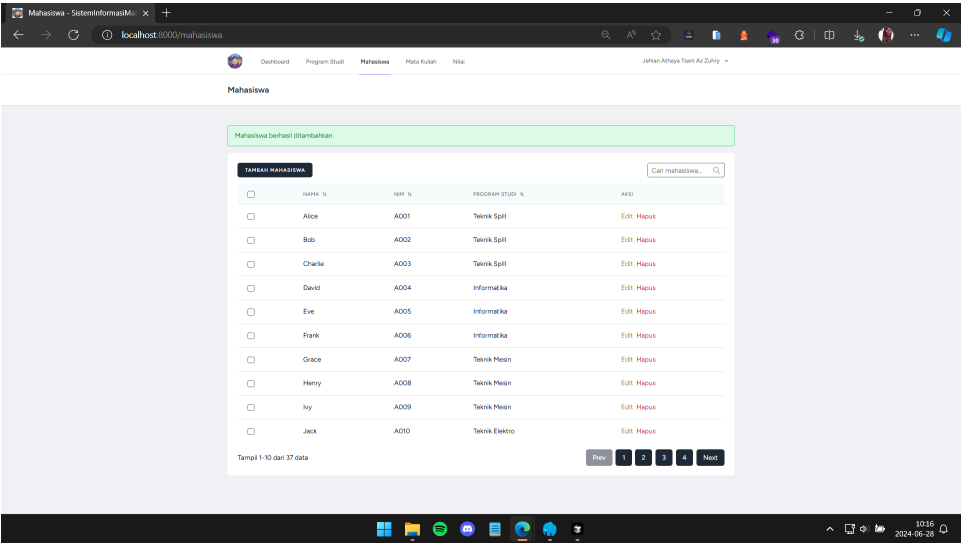 Mahasiswa - SistemInformasiMa
localhost:8000/mahasiswa
30
Dashboard Program Studi Mahasiswa Mata Kuliah Nilai Jehian Athaya Tsani Az Zuhry
Mahasiswa
Mahasiswa berhasil ditambahkan
TAMBAH MAHASISWA Cari mahasiswa...
NAMA NIM PROGRAM STUDI AKSI
Alice A001 Teknik Spill Edit Hapus
Bob A002 Teknik Spill Edit Hapus
Charlie A003 Teknik Spill Edit Hapus
David A004 Informatika Edit Hapus
Eve A005 Informatika Edit Hapus
Frank A006 Informatika Edit Hapus
Grace A007 Teknik Mesin Edit Hapus
Henry A008 Teknik Mesin Edit Hapus
Ivy A009 Teknik Mesin Edit Hapus
Jack A010 Teknik Elektro Edit Hapus
Tampil 1-10 dari 37 data Prev 1 2 3 4 Next
10:16
2024-06-28